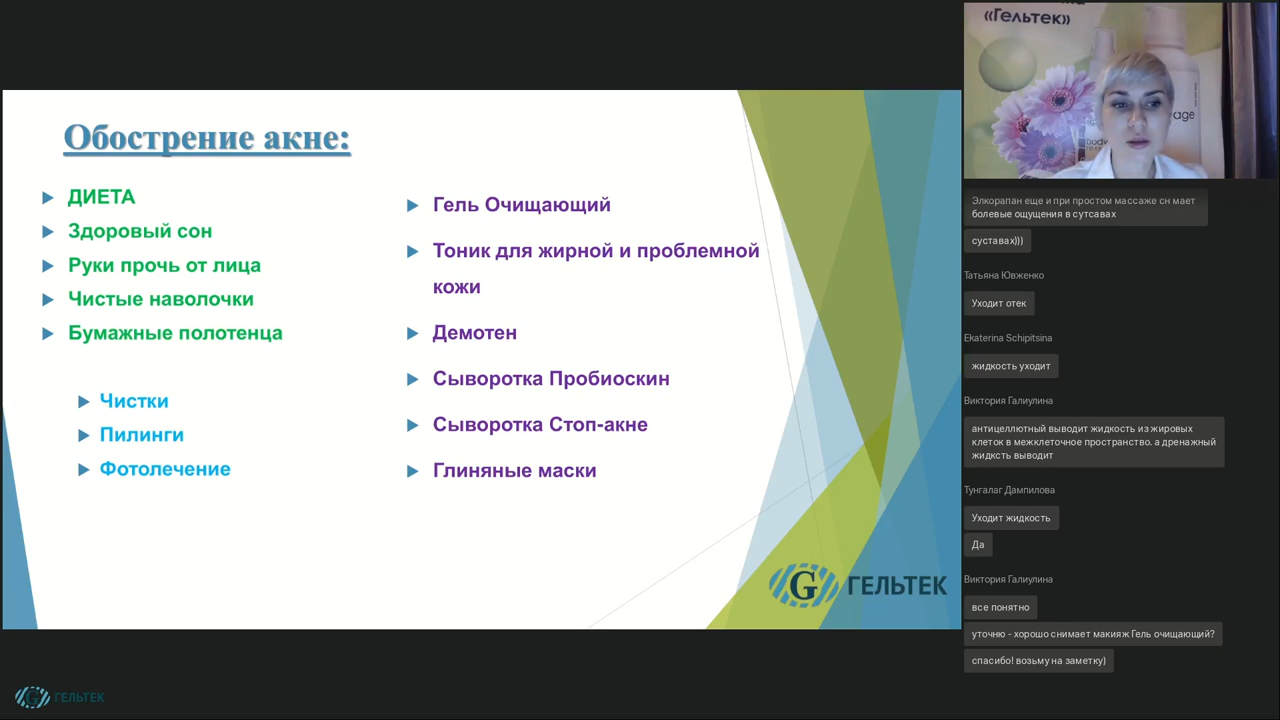 Обострение акне:
ДИЕТА
Здоровый сон
Руки прочь от лица
Чистые наволочки
Бумажные полотенца
Чистки
Пилинги
Фотолечение
Гель Очищающий
Тоник для жирной и проблемной
кожи
Демотен
Сыворотка Пробиоскин
Сыворотка Стоп-акне
Глиняные маски
G ГЕЛЬТЕК
G ГЕЛЬТЕК
«Гельтек»
age
Элкорапан еще и при простом массаже сн мает
болевые ощущения в сутсавах
суставах)))
Татьяна Ювженко
Уходит отек
Ekaterina Schipitsina
жидкость уходит
Виктория Галиулина
антицеллютный выводит жидкость из жировых
клеток в межклеточное пространство. а дренажный
жидксть выводит
Тунгалаг Дампилова
Уходит жидкость
Да
Виктория Галиулина
все понятно
уточню - хорошо снимает макияж Гель очищающий?
спасибо! возьму на заметку)